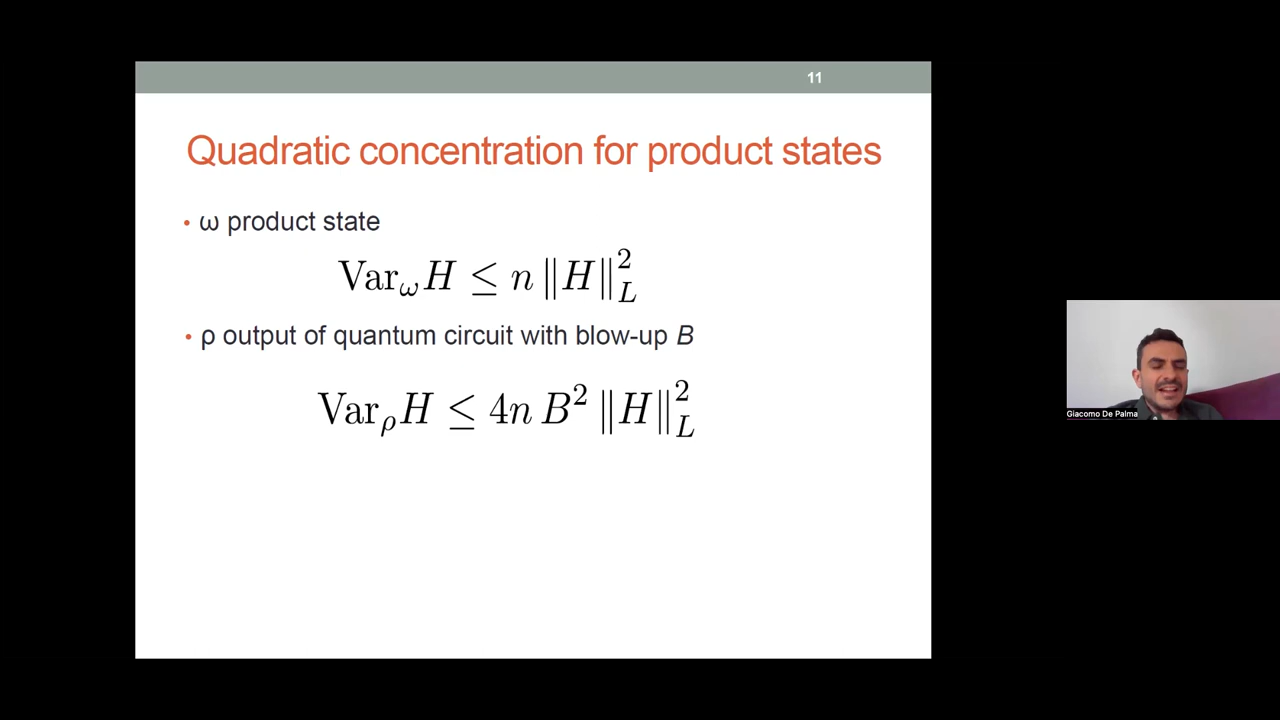 11
Quadratic concentration for product states
• ω product state
Var_ω H ≤ n ‖H‖_L^2
• ρ output of quantum circuit with blow-up B
Var_ρ H ≤ 4n B^2 ‖H‖_L^2
Giacomo De Palma